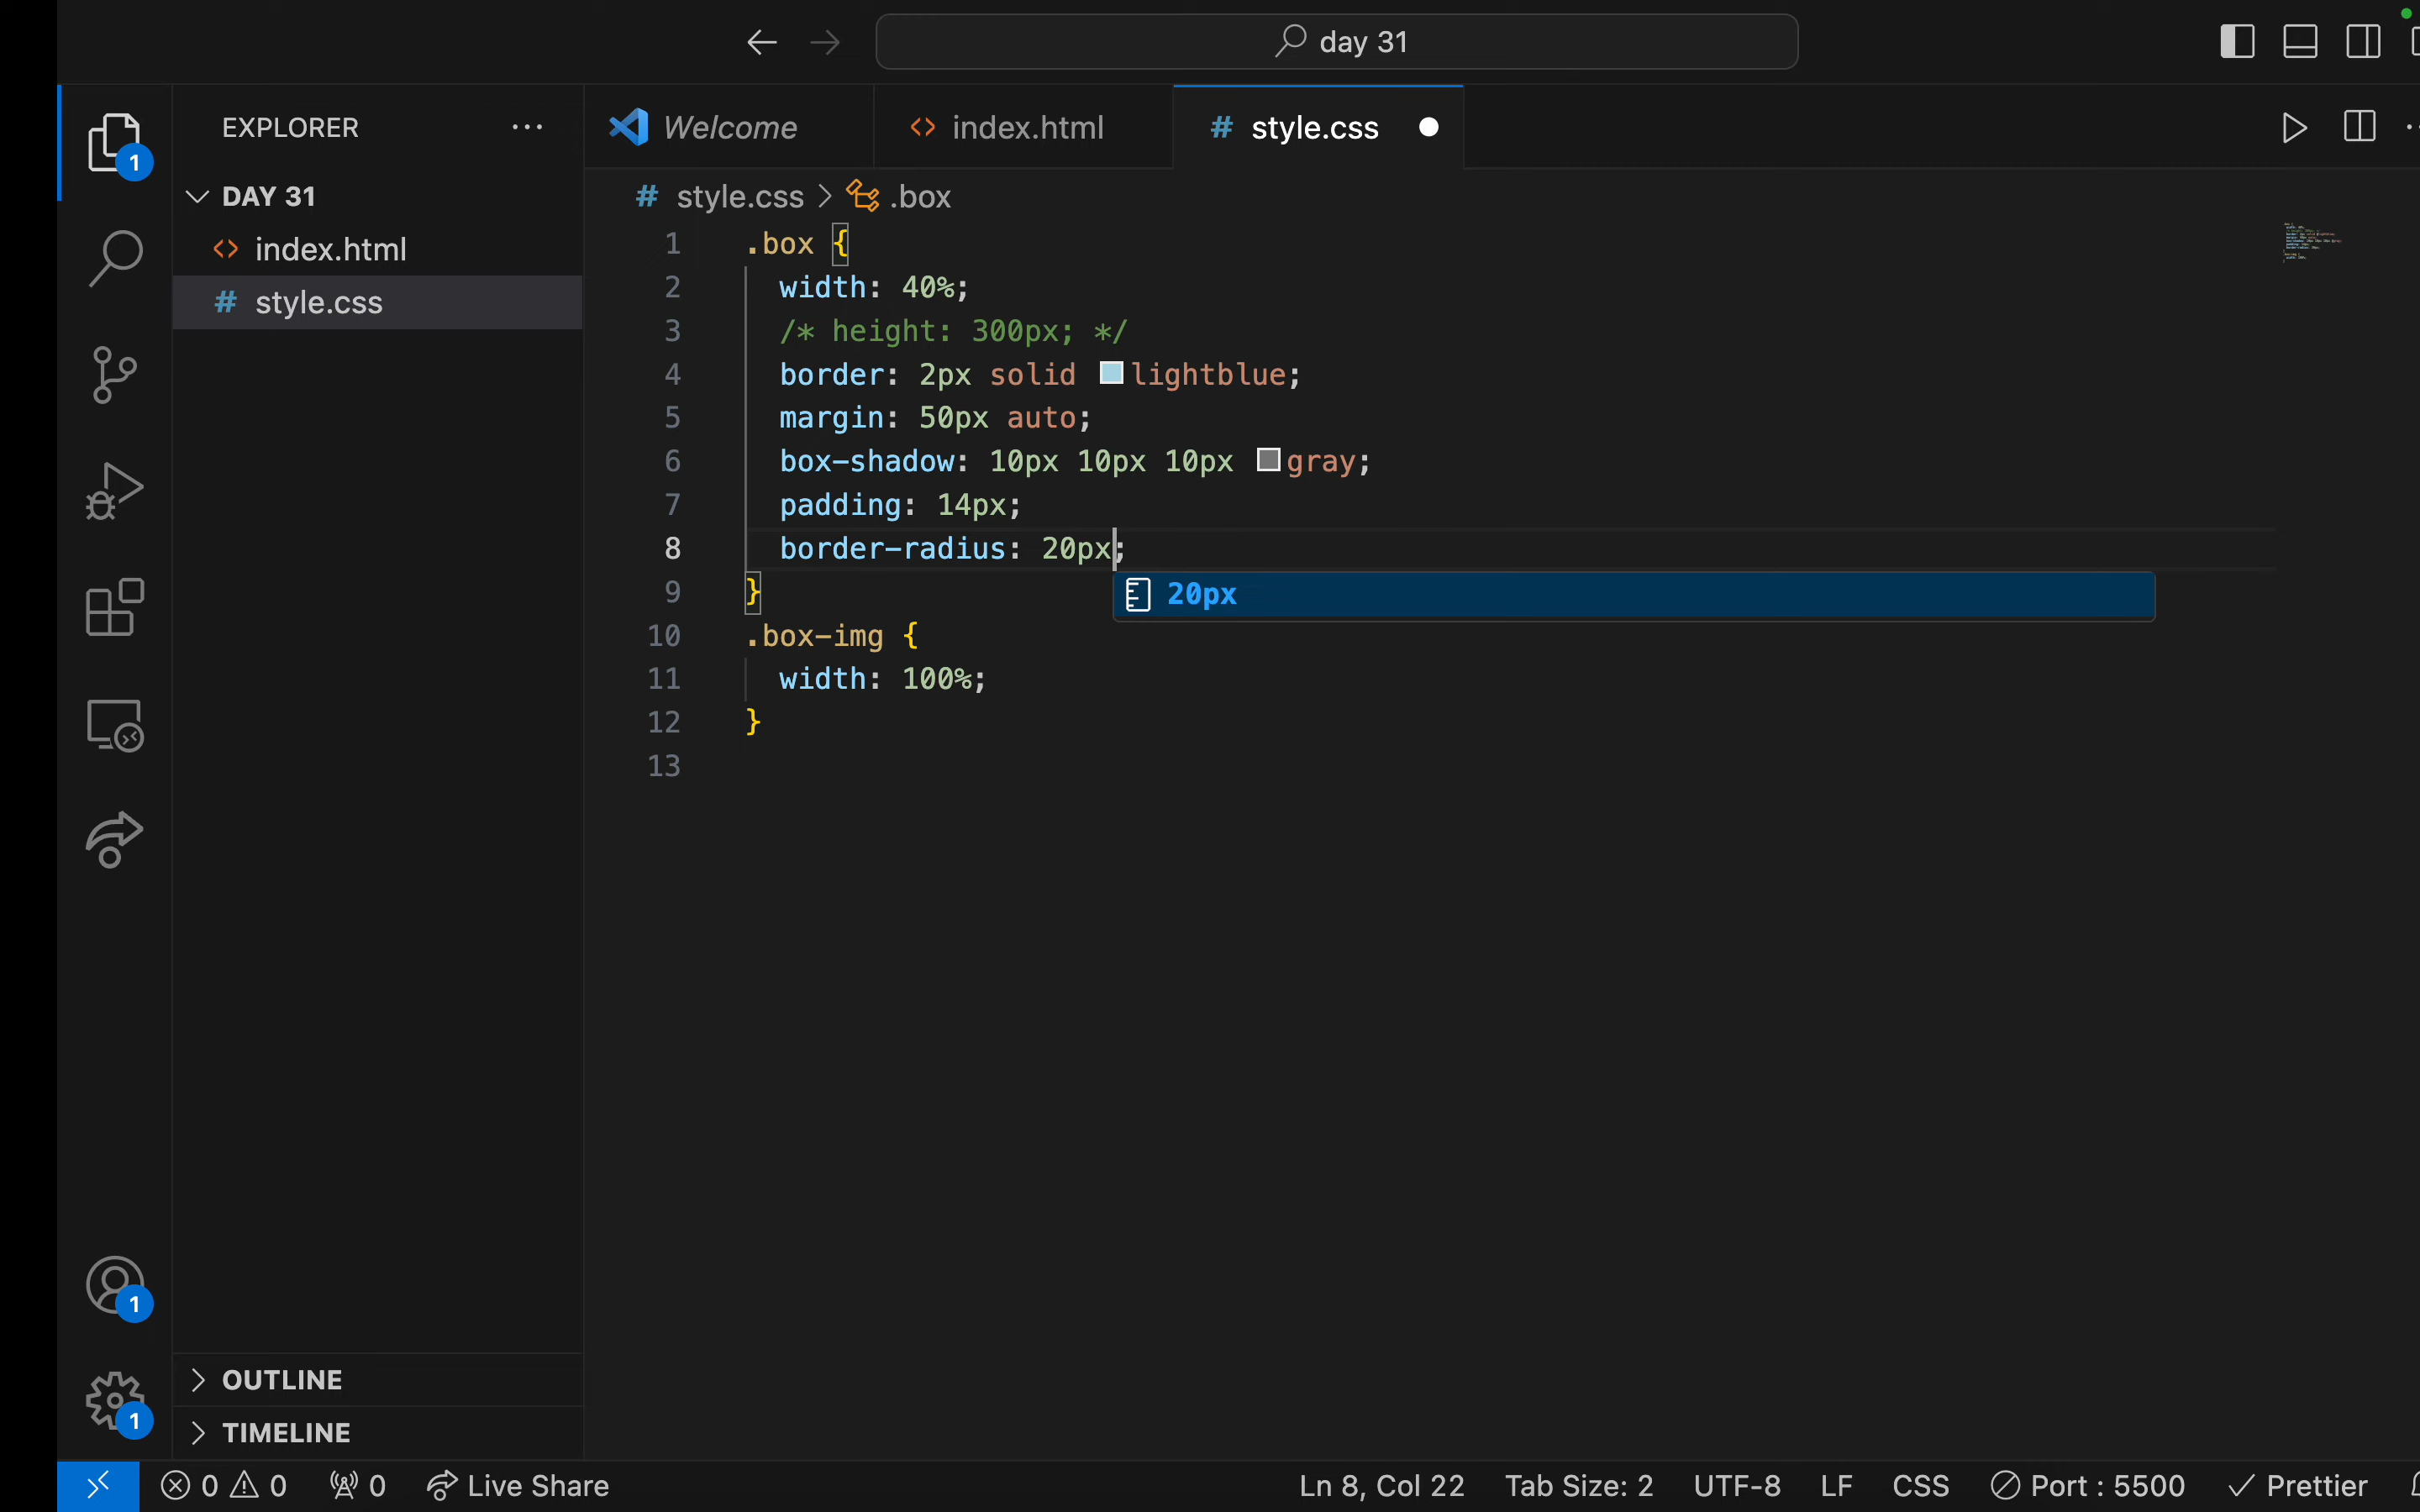 day 31
EXPLORER
Welcome
index.html
style.css
1
DAY 31
index.html
style.css
style.css > .box
1 .box {
2 width: 40%;
3 /* height: 300px; */
4 border: 2px solid lightblue;
5 margin: 50px auto;
6 box-shadow: 10px 10px 10px gray;
7 padding: 14px;
8 border-radius: 20px;
9 }
20px
10 .box-img {
11 width: 100%;
12 }
13
1
1
OUTLINE
TIMELINE
0 0 0 Live Share Ln 8, Col 22 Tab Size: 2 UTF-8 LF CSS Port : 5500 Prettier